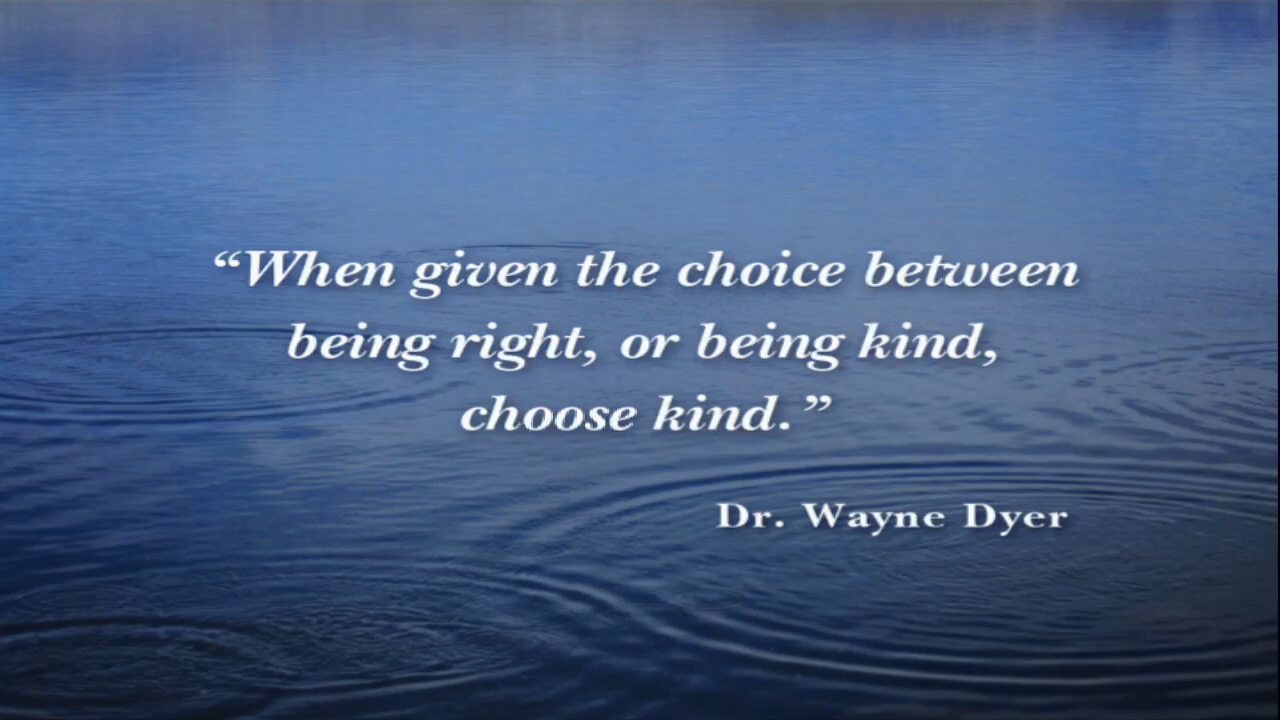 “When given the choice between
being right, or being kind,
choose kind.”
Dr. Wayne Dyer